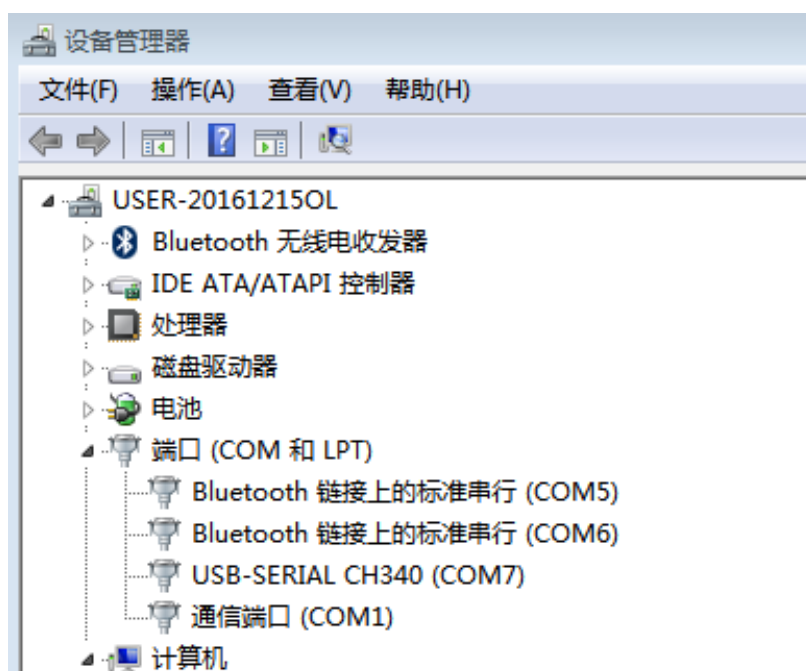 设备管理器
文件(F) 操作(A) 查看(V) 帮助(H)
USER-20161215OL
Bluetooth 无线电收发器
IDE ATA/ATAPI 控制器
处理器
磁盘驱动器
电池
端口 (COM 和 LPT)
Bluetooth 链接上的标准串行 (COM5)
Bluetooth 链接上的标准串行 (COM6)
USB-SERIAL CH340 (COM7)
通信端口 (COM1)
计算机